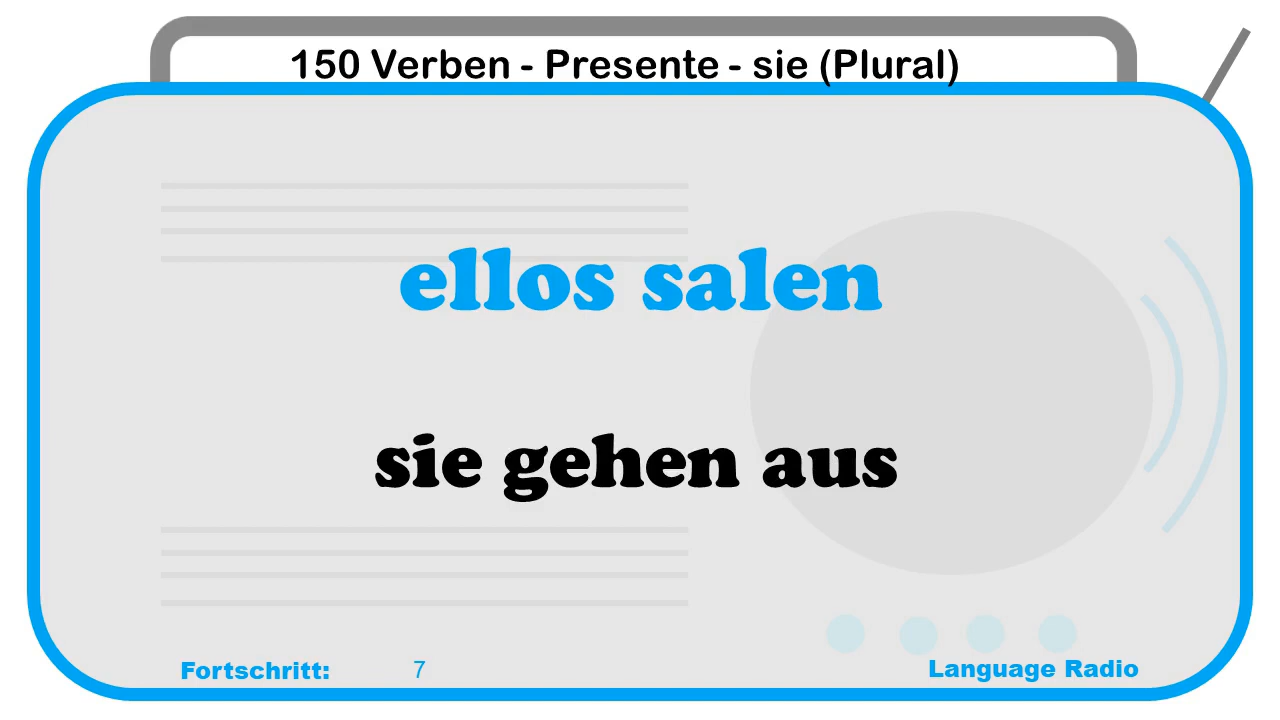 150 Verben - Presente - sie (Plural)
ellos salen
sie gehen aus
Fortschritt: 7
Language Radio